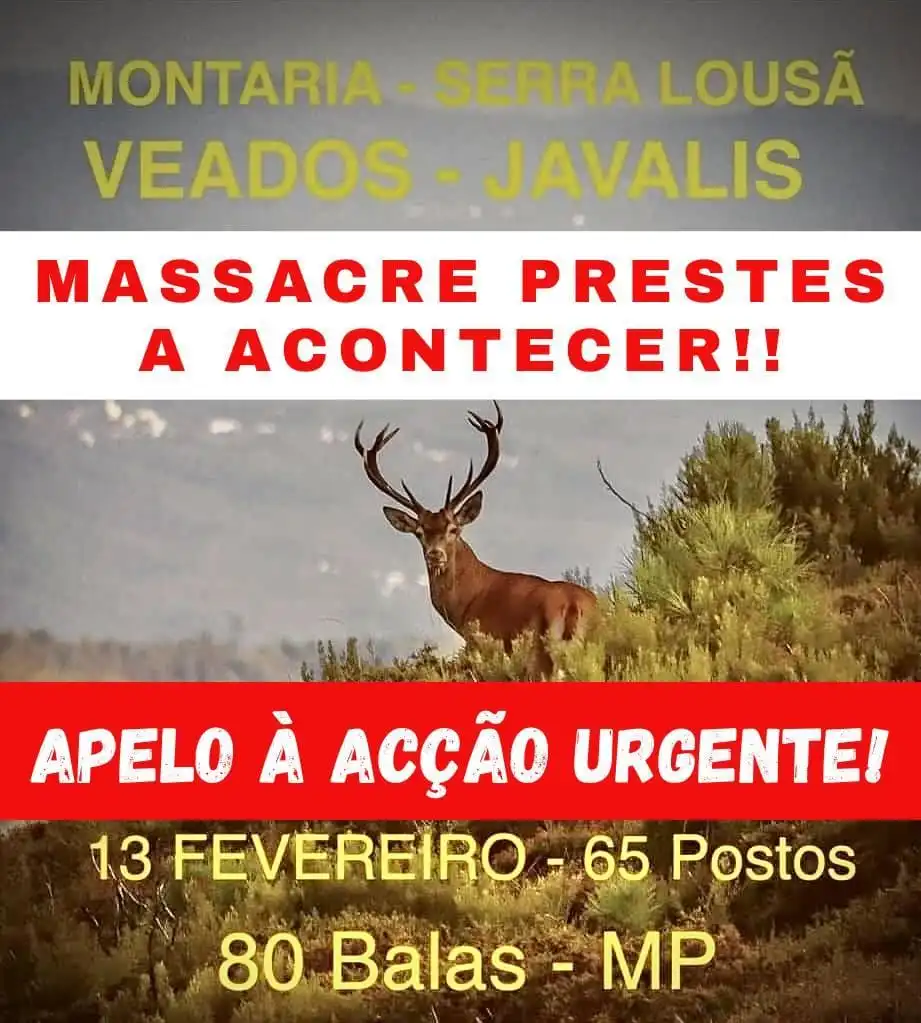 MONTARIA - SERRA LOUSÃ
VEADOS - JAVALIS
MASSACRE PRESTES
A ACONTECER!!
APELO À ACÇÃO URGENTE!
13 FEVEREIRO - 65 Postos
80 Balas - MP